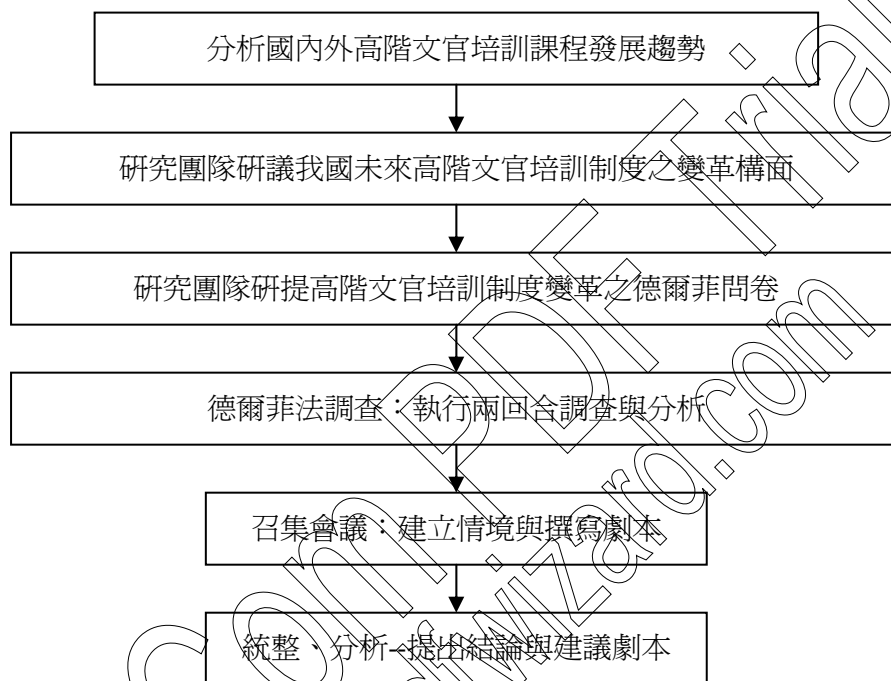 分析國內外高階文官培訓課程發展趨勢
研究團隊研議我國未來高階文官培訓制度之變革構面
研究團隊研提高階文官培訓制度變革之德爾菲問卷
德爾菲法調查：執行兩回合調查與分析
召集會議：建立情境與撰寫劇本
統整、分析--提出結論與建議劇本
Com PDF Trial
dfwizard.com